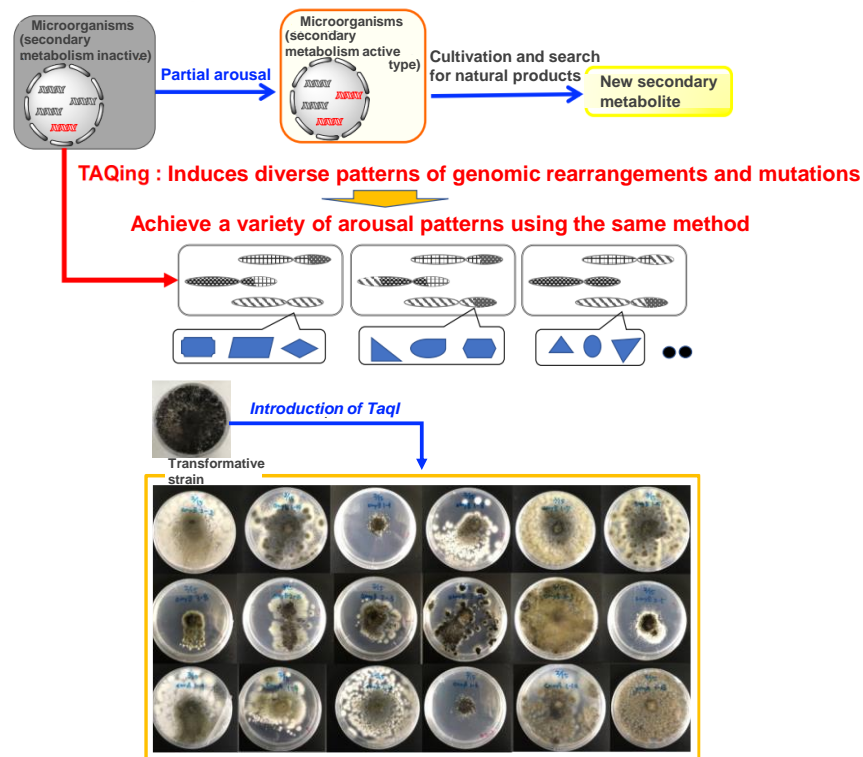 Microorganisms
(secondary
metabolism inactive)
Partial arousal
Microorganisms
(secondary
metabolism active
type)
Cultivation and search
for natural products
New secondary
metabolite
TAQing : Induces diverse patterns of genomic rearrangements and mutations
Achieve a variety of arousal patterns using the same method
Introduction of TaqI
Transformative
strain